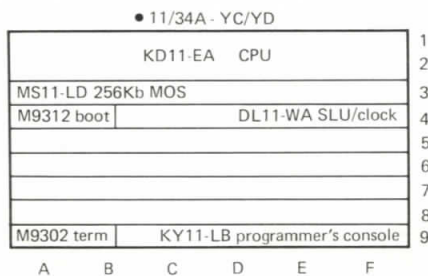 ● 11/34A - YC/YD
1
KD11-EA CPU
2
MS11-LD 256Kb MOS 3
M9312 boot DL11-WA SLU/clock 4
5
6
7
8
M9302 term KY11-LB programmer's console 9
A B C D E F